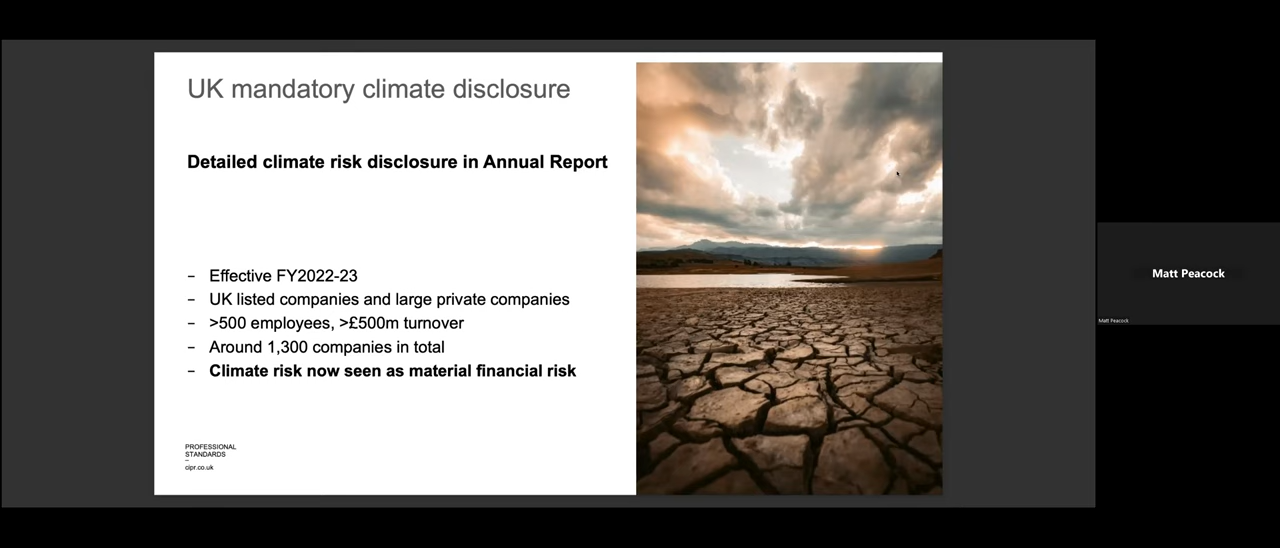 UK mandatory climate disclosure
Detailed climate risk disclosure in Annual Report
– Effective FY2022-23
– UK listed companies and large private companies
– >500 employees, >£500m turnover
– Around 1,300 companies in total
– Climate risk now seen as material financial risk
PROFESSIONAL
STANDARDS
–
cipr.co.uk
Matt Peacock
Matt Peacock